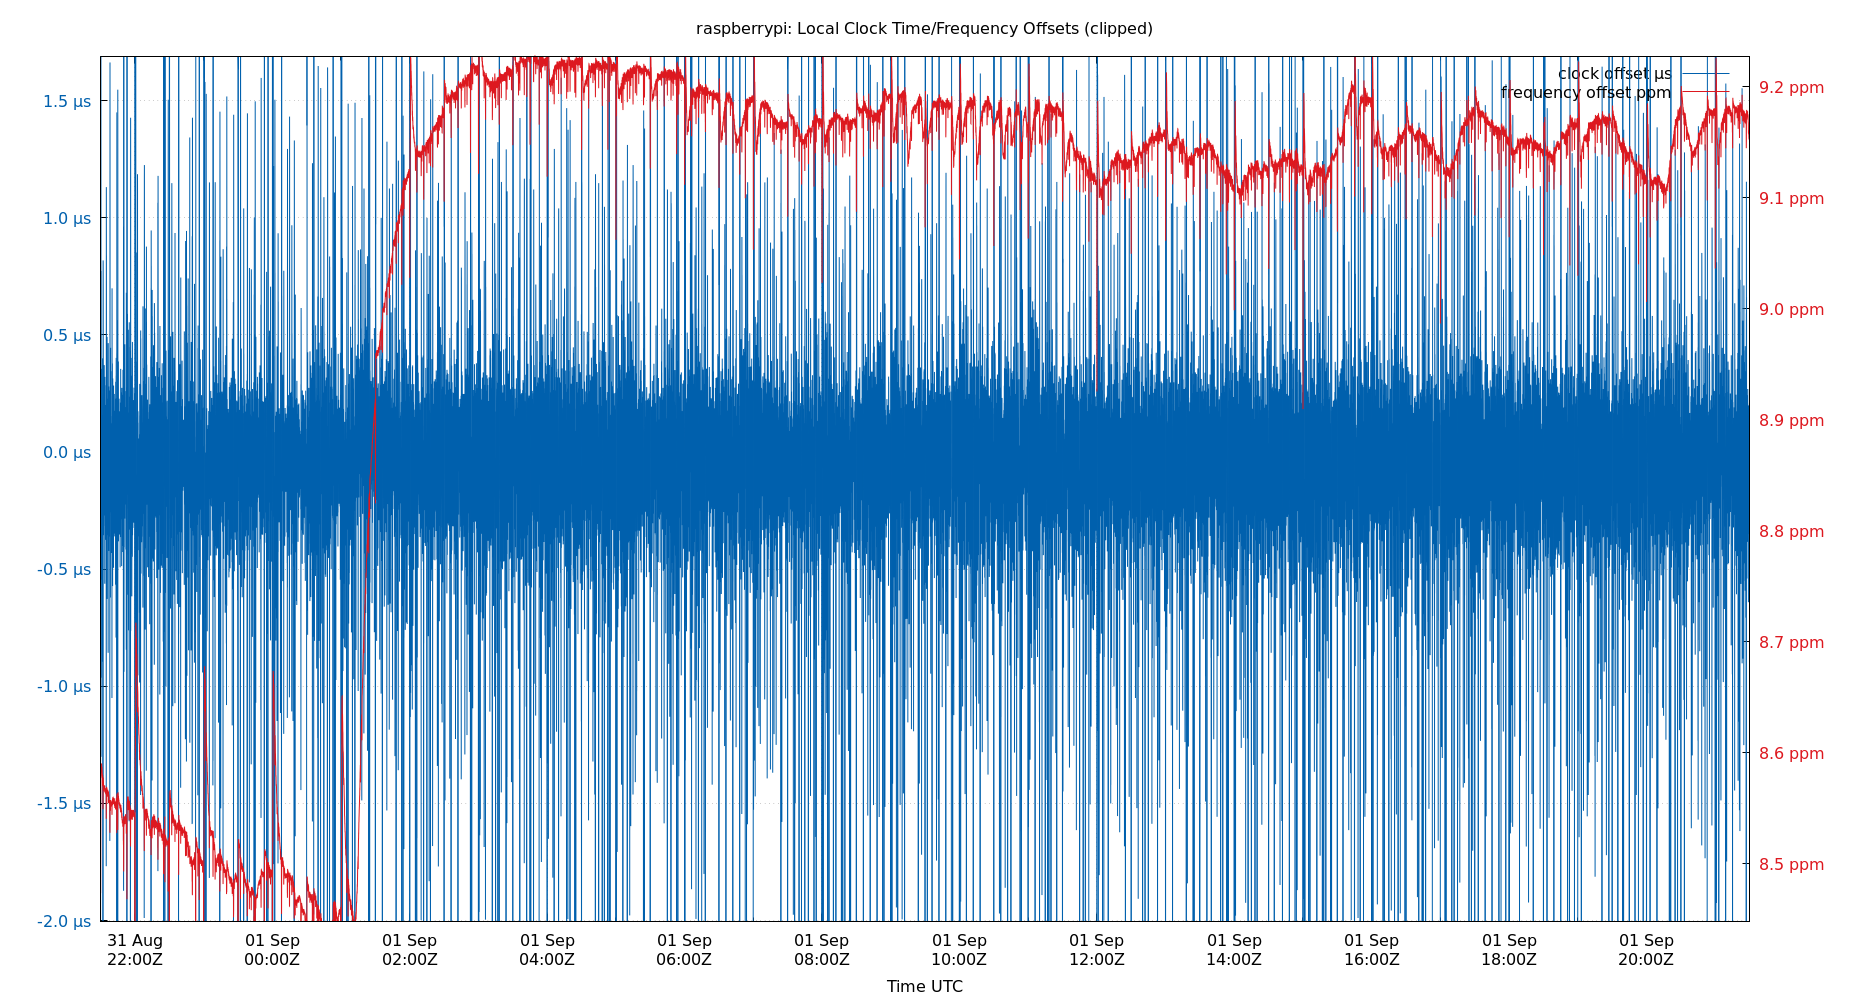 raspberrypi: Local Clock Time/Frequency Offsets (clipped)
clock offset µs
frequency offset ppm
1.5 µs
1.0 µs
0.5 µs
0.0 µs
-0.5 µs
-1.0 µs
-1.5 µs
-2.0 µs
9.2 ppm
9.1 ppm
9.0 ppm
8.9 ppm
8.8 ppm
8.7 ppm
8.6 ppm
8.5 ppm
31 Aug 01 Sep 01 Sep 01 Sep 01 Sep 01 Sep 01 Sep 01 Sep 01 Sep 01 Sep 01 Sep 01 Sep
22:00Z 00:00Z 02:00Z 04:00Z 06:00Z 08:00Z 10:00Z 12:00Z 14:00Z 16:00Z 18:00Z 20:00Z
Time UTC